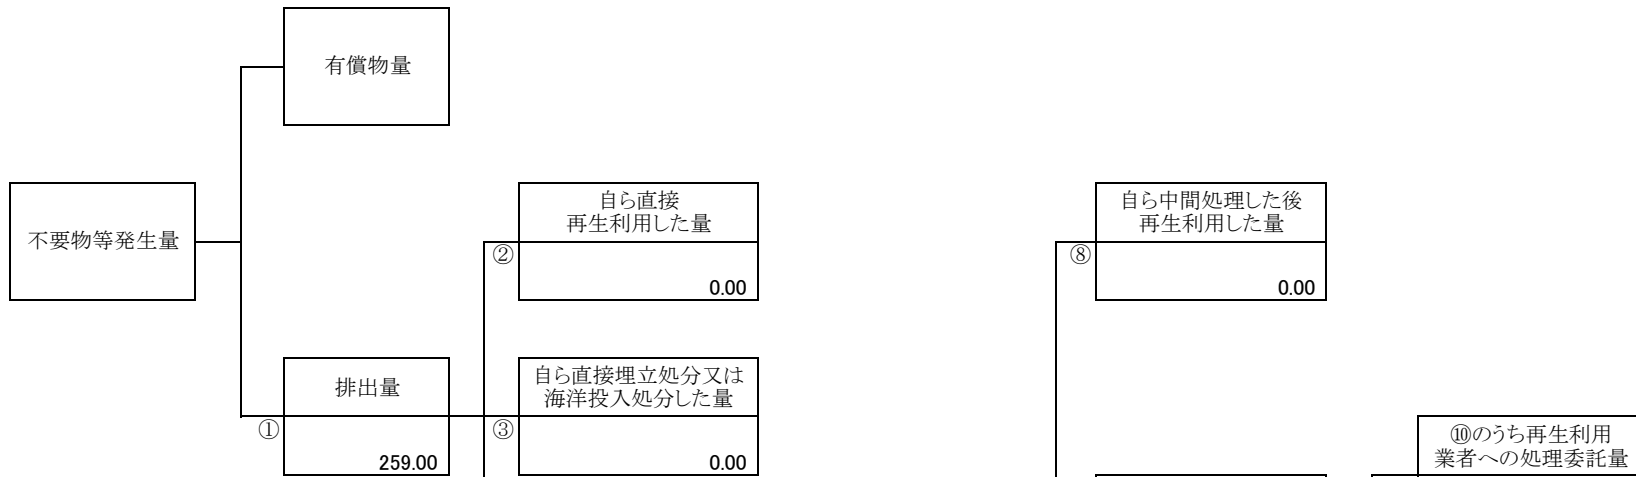 有償物量
不要物等発生量
自ら直接
再生利用した量
②
0.00
自ら中間処理した後
再生利用した量
⑧
0.00
排出量
①
259.00
自ら直接埋立処分又は
海洋投入処分した量
③
0.00
⑩のうち再生利用
業者への処理委託量